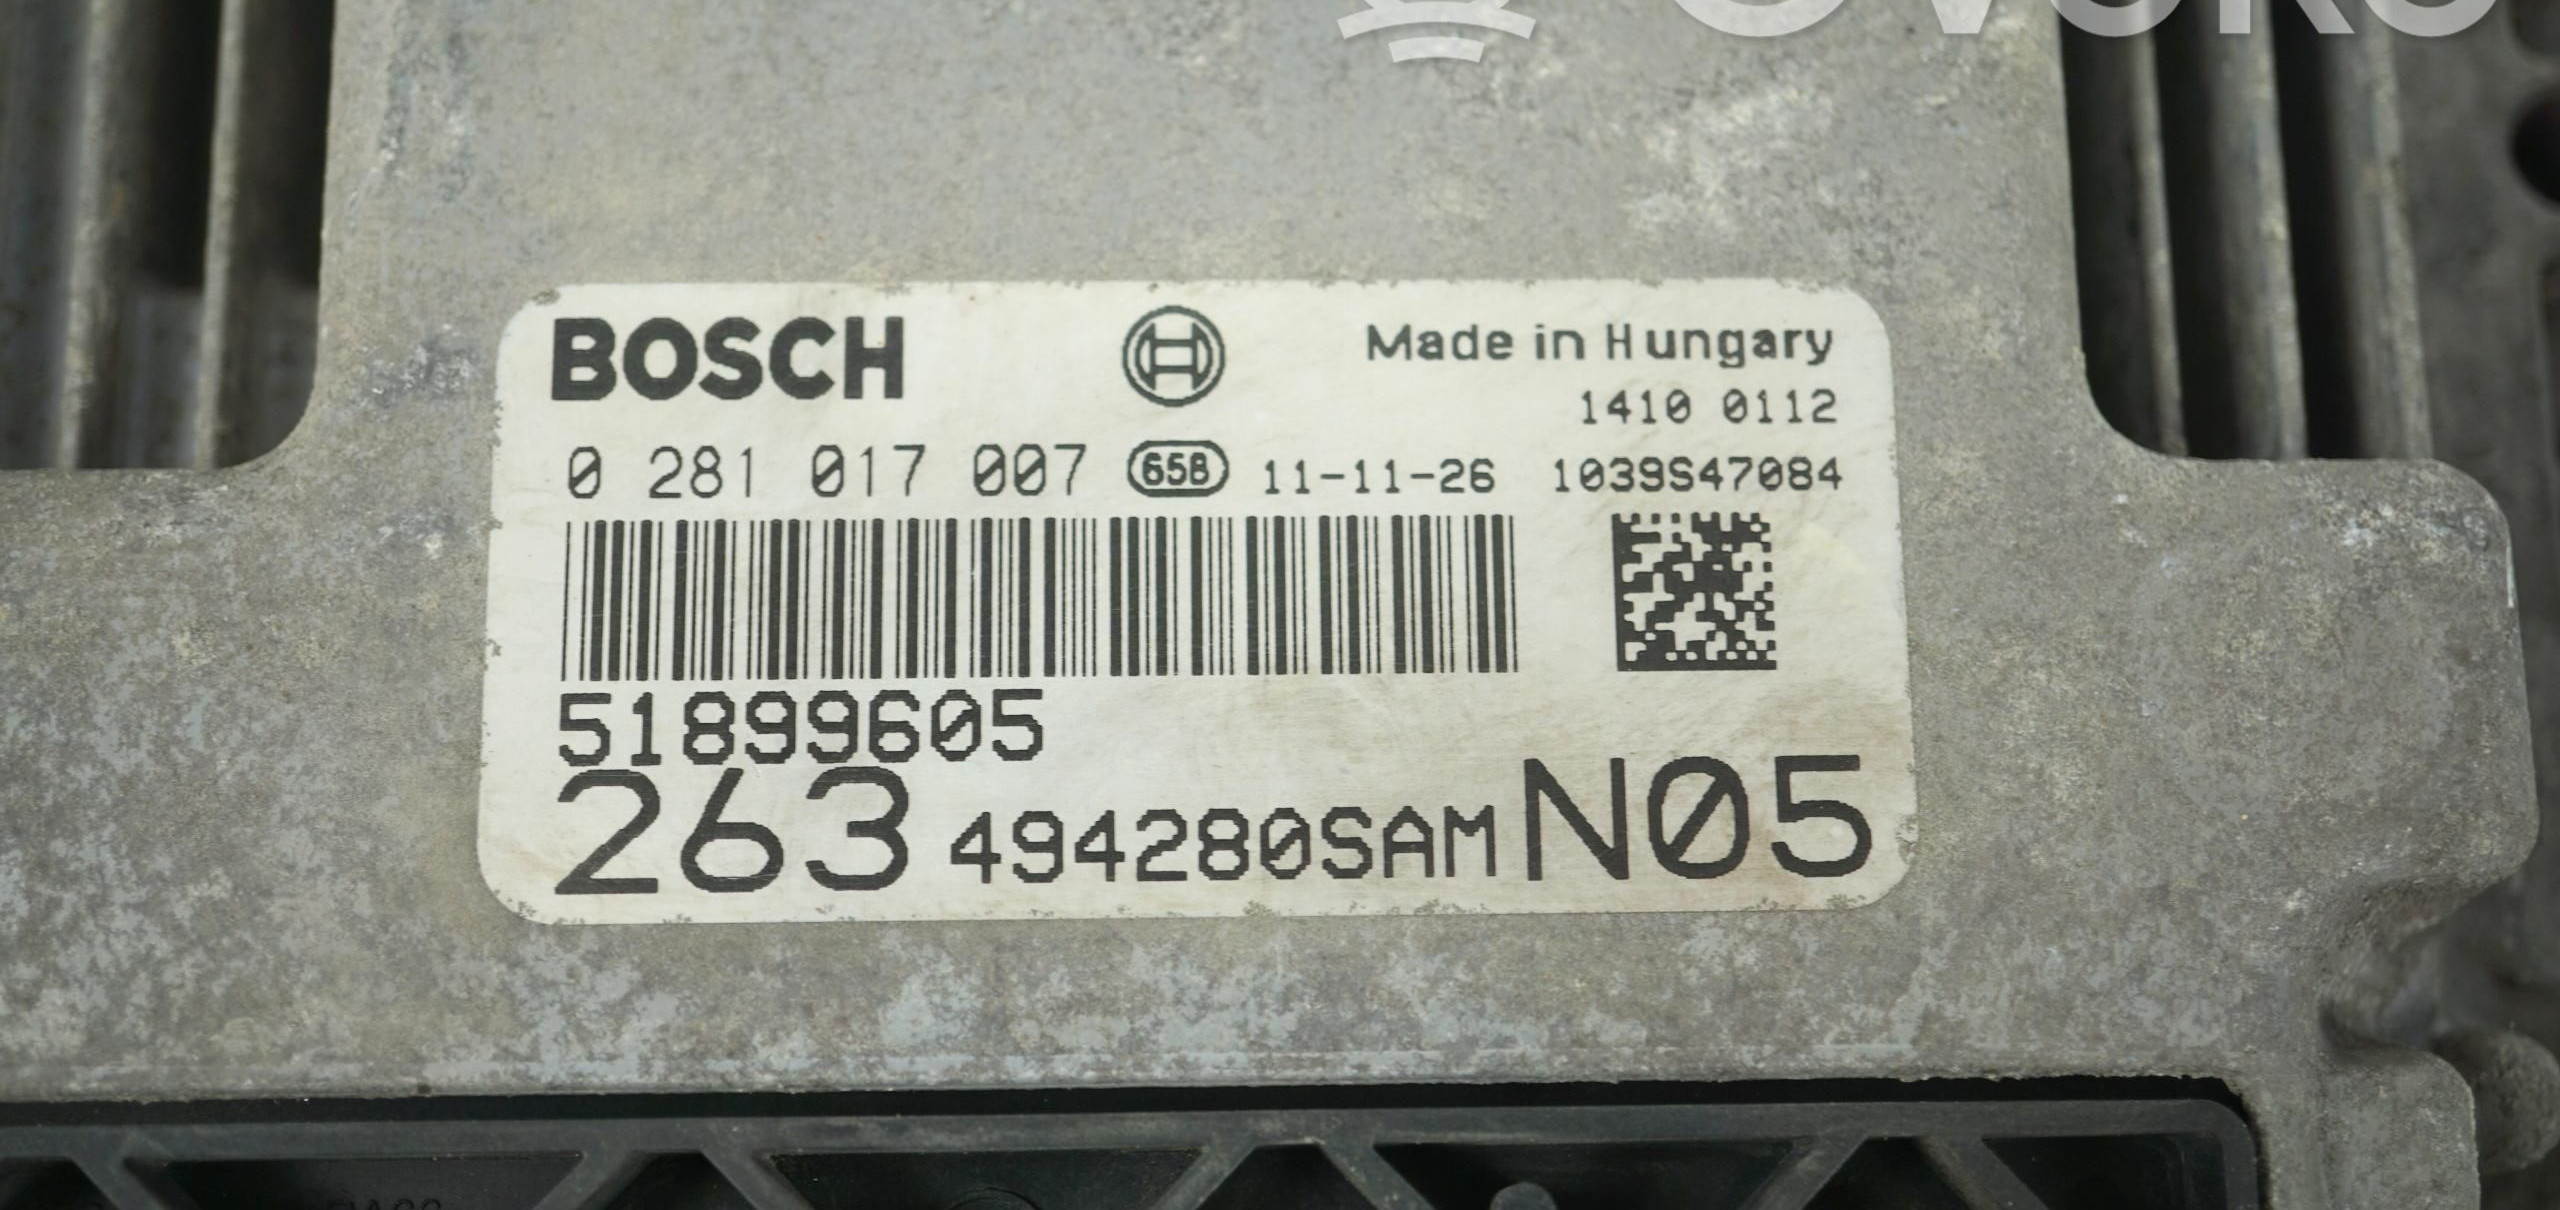 BOSCH
Made in Hungary
1410 0112
0 281 017 007 658 11-11-26 1039S47084
51899605
263 494280SAM N05